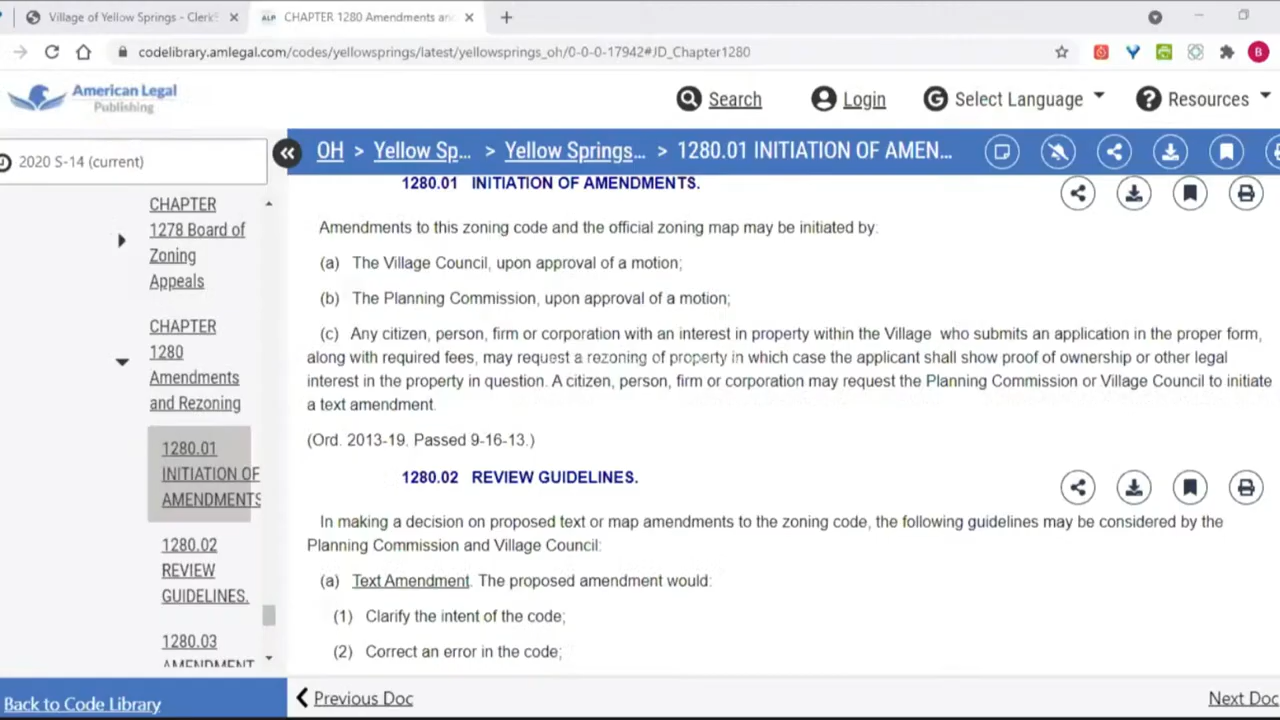 Village of Yellow Springs - Clerk
CHAPTER 1280 Amendments an
codelibrary.amlegal.com/codes/yellowsprings/latest/yellowsprings_oh/0-0-0-17942#JD_Chapter1280
B
American Legal
Publishing
Search
Login
Select Language
Resources
2020 S-14 (current)
OH > Yellow Sp... > Yellow Springs... > 1280.01 INITIATION OF AMEN...
CHAPTER
1278 Board of
Zoning
Appeals
CHAPTER
1280
Amendments
and Rezoning
1280.01
INITIATION OF
AMENDMENTS
1280.02
REVIEW
GUIDELINES.
1280.03
AMENDMENT
Back to Code Library
1280.01 INITIATION OF AMENDMENTS.
Amendments to this zoning code and the official zoning map may be initiated by:
(a) The Village Council, upon approval of a motion;
(b) The Planning Commission, upon approval of a motion;
(c) Any citizen, person, firm or corporation with an interest in property within the Village who submits an application in the proper form,
along with required fees, may request a rezoning of property in which case the applicant shall show proof of ownership or other legal
interest in the property in question. A citizen, person, firm or corporation may request the Planning Commission or Village Council to initiate
a text amendment.
(Ord. 2013-19. Passed 9-16-13.)
1280.02 REVIEW GUIDELINES.
In making a decision on proposed text or map amendments to the zoning code, the following guidelines may be considered by the
Planning Commission and Village Council:
(a) Text Amendment. The proposed amendment would:
(1) Clarify the intent of the code;
(2) Correct an error in the code;
Previous Doc
Next Doc